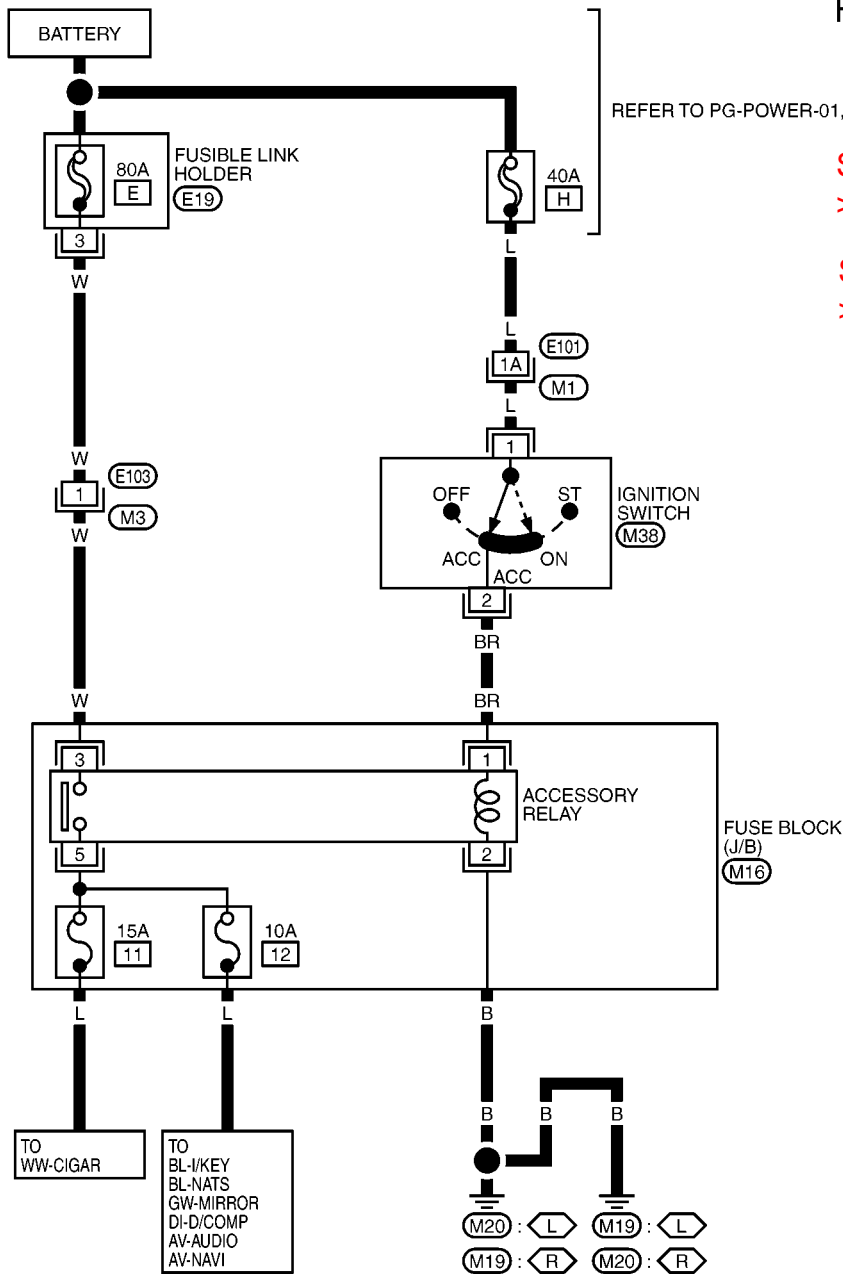 BATTERY
REFER TO PG-POWER-01,
80A
E
FUSIBLE LINK
HOLDER
E19
40A
H
3
W
L
L
1A
E101
M1
L
1
W
1
E103
M3
W
OFF
ST
ACC
ON
ACC
IGNITION
SWITCH
M38
2
BR
BR
W
3
1
ACCESSORY
RELAY
5
2
FUSE BLOCK
(J/B)
M16
15A
11
10A
12
L
L
B
B
B
B
TO
WW-CIGAR
TO
BL-I/KEY
BL-NATS
GW-MIRROR
DI-D/COMP
AV-AUDIO
AV-NAVI
M20 : L
M19 : L
M19 : R
M20 : R